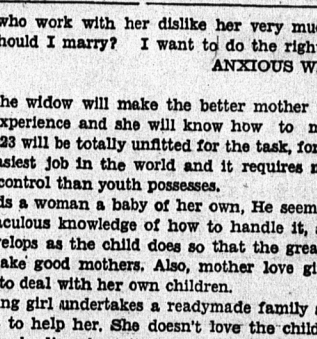 who work with her dislike her very mu
hould I marry? I want to do the righ
ANXIOUS W
he widow will make the better mother
xperience and she will know how to
23 will be totally unfitted for the task, for
asiest job in the world and it requires
control than youth possesses.
ds a woman a baby of her own, He seem
aculous knowledge of how to handle it,
velops as the child does so that the grea
ake good mothers. Also, mother love gi
to deal with her own children.
ng girl undertakes a readymade family
to help her. She doesn't love the child